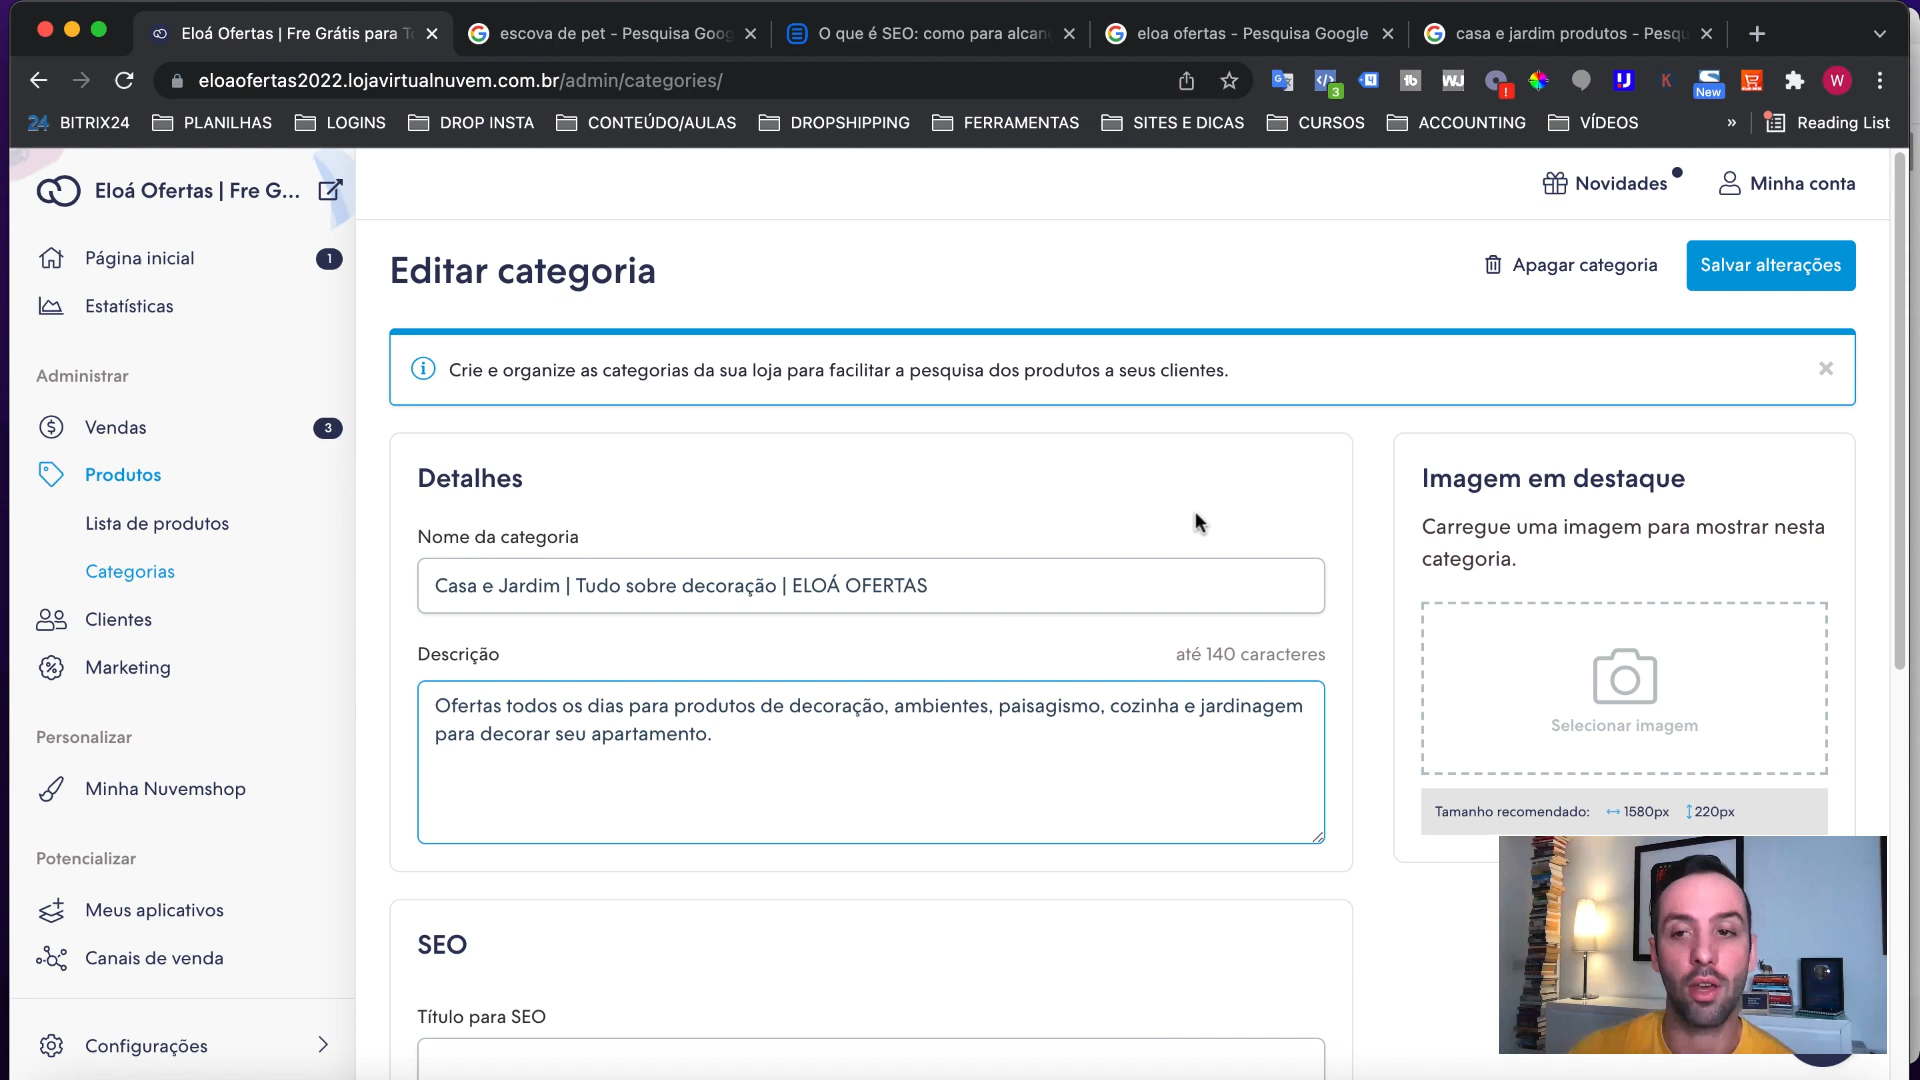 Eloá Ofertas | Fre Grátis para T
escova de pet - Pesquisa Goog
O que é SEO: como para alcan
eloa ofertas - Pesquisa Google
casa e jardim produtos - Pesqu
eloaofertas2022.lojavirtualnuvem.com.br/admin/categories/
3
New
W
24 BITRIX24
PLANILHAS
LOGINS
DROP INSTA
CONTEÚDO/AULAS
DROPSHIPPING
FERRAMENTAS
SITES E DICAS
CURSOS
ACCOUNTING
VÍDEOS
»
Reading List
Eloá Ofertas | Fre G...
Novidades
Minha conta
Página inicial 1
Estatísticas
Administrar
Vendas 3
Produtos
Lista de produtos
Categorias
Clientes
Marketing
Personalizar
Minha Nuvemshop
Potencializar
Meus aplicativos
Canais de venda
Configurações
Editar categoria
Apagar categoria
Salvar alterações
Crie e organize as categorias da sua loja para facilitar a pesquisa dos produtos a seus clientes.
Detalhes
Nome da categoria
Casa e Jardim | Tudo sobre decoração | ELOÁ OFERTAS
Descrição
até 140 caracteres
Ofertas todos os dias para produtos de decoração, ambientes, paisagismo, cozinha e jardinagem
para decorar seu apartamento.
SEO
Título para SEO
Imagem em destaque
Carregue uma imagem para mostrar nesta
categoria.
Selecionar imagem
Tamanho recomendado: 1580px 220px